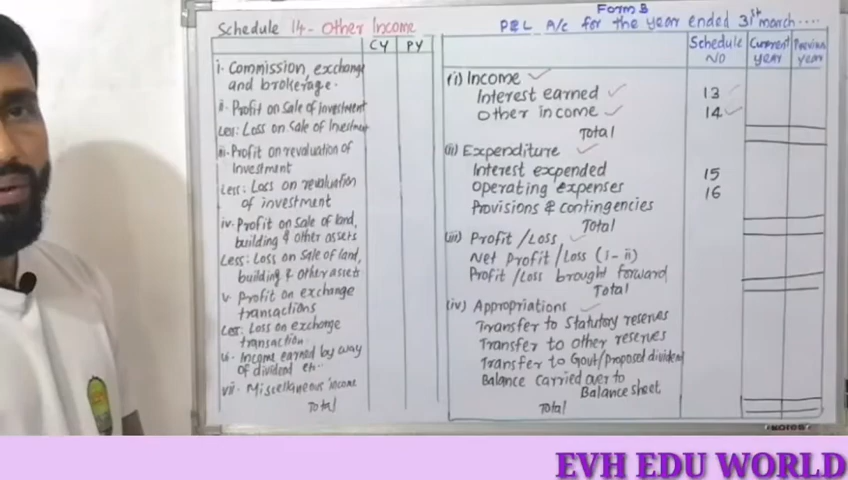 Schedule 14 - Other Income
CY PY
i. Commission, exchange
and brokerage.
ii. Profit on Sale of investment
Less: Loss on Sale of Investment
iii. Profit on revaluation of
Investment
Less: Loss on revaluation
of investment
iv. Profit on Sale of land,
building & other assets
Less: Loss on Sale of land,
building & other assets
v. Profit on exchange
transactions
Less: Loss on exchange
transaction.
vi. Income earned by way
of dividend etc...
vii. Miscellaneous income
Total
Form B
P&L A/c for the year ended 31st march....
Schedule No
Current year
Previous year
(i) Income
Interest earned 13
Other income 14
Total
(ii) Expenditure
Interest expended 15
Operating expenses 16
Provisions & contingencies
Total
(iii) Profit/Loss
Net Profit/Loss (i-ii)
Profit/Loss brought forward
Total
(iv) Appropriations
Transfer to Statutory reserves
Transfer to other reserves
Transfer to Govt/Proposed dividend
Balance Carried over to
Balance sheet
Total
KORES
EVH EDU WORLD